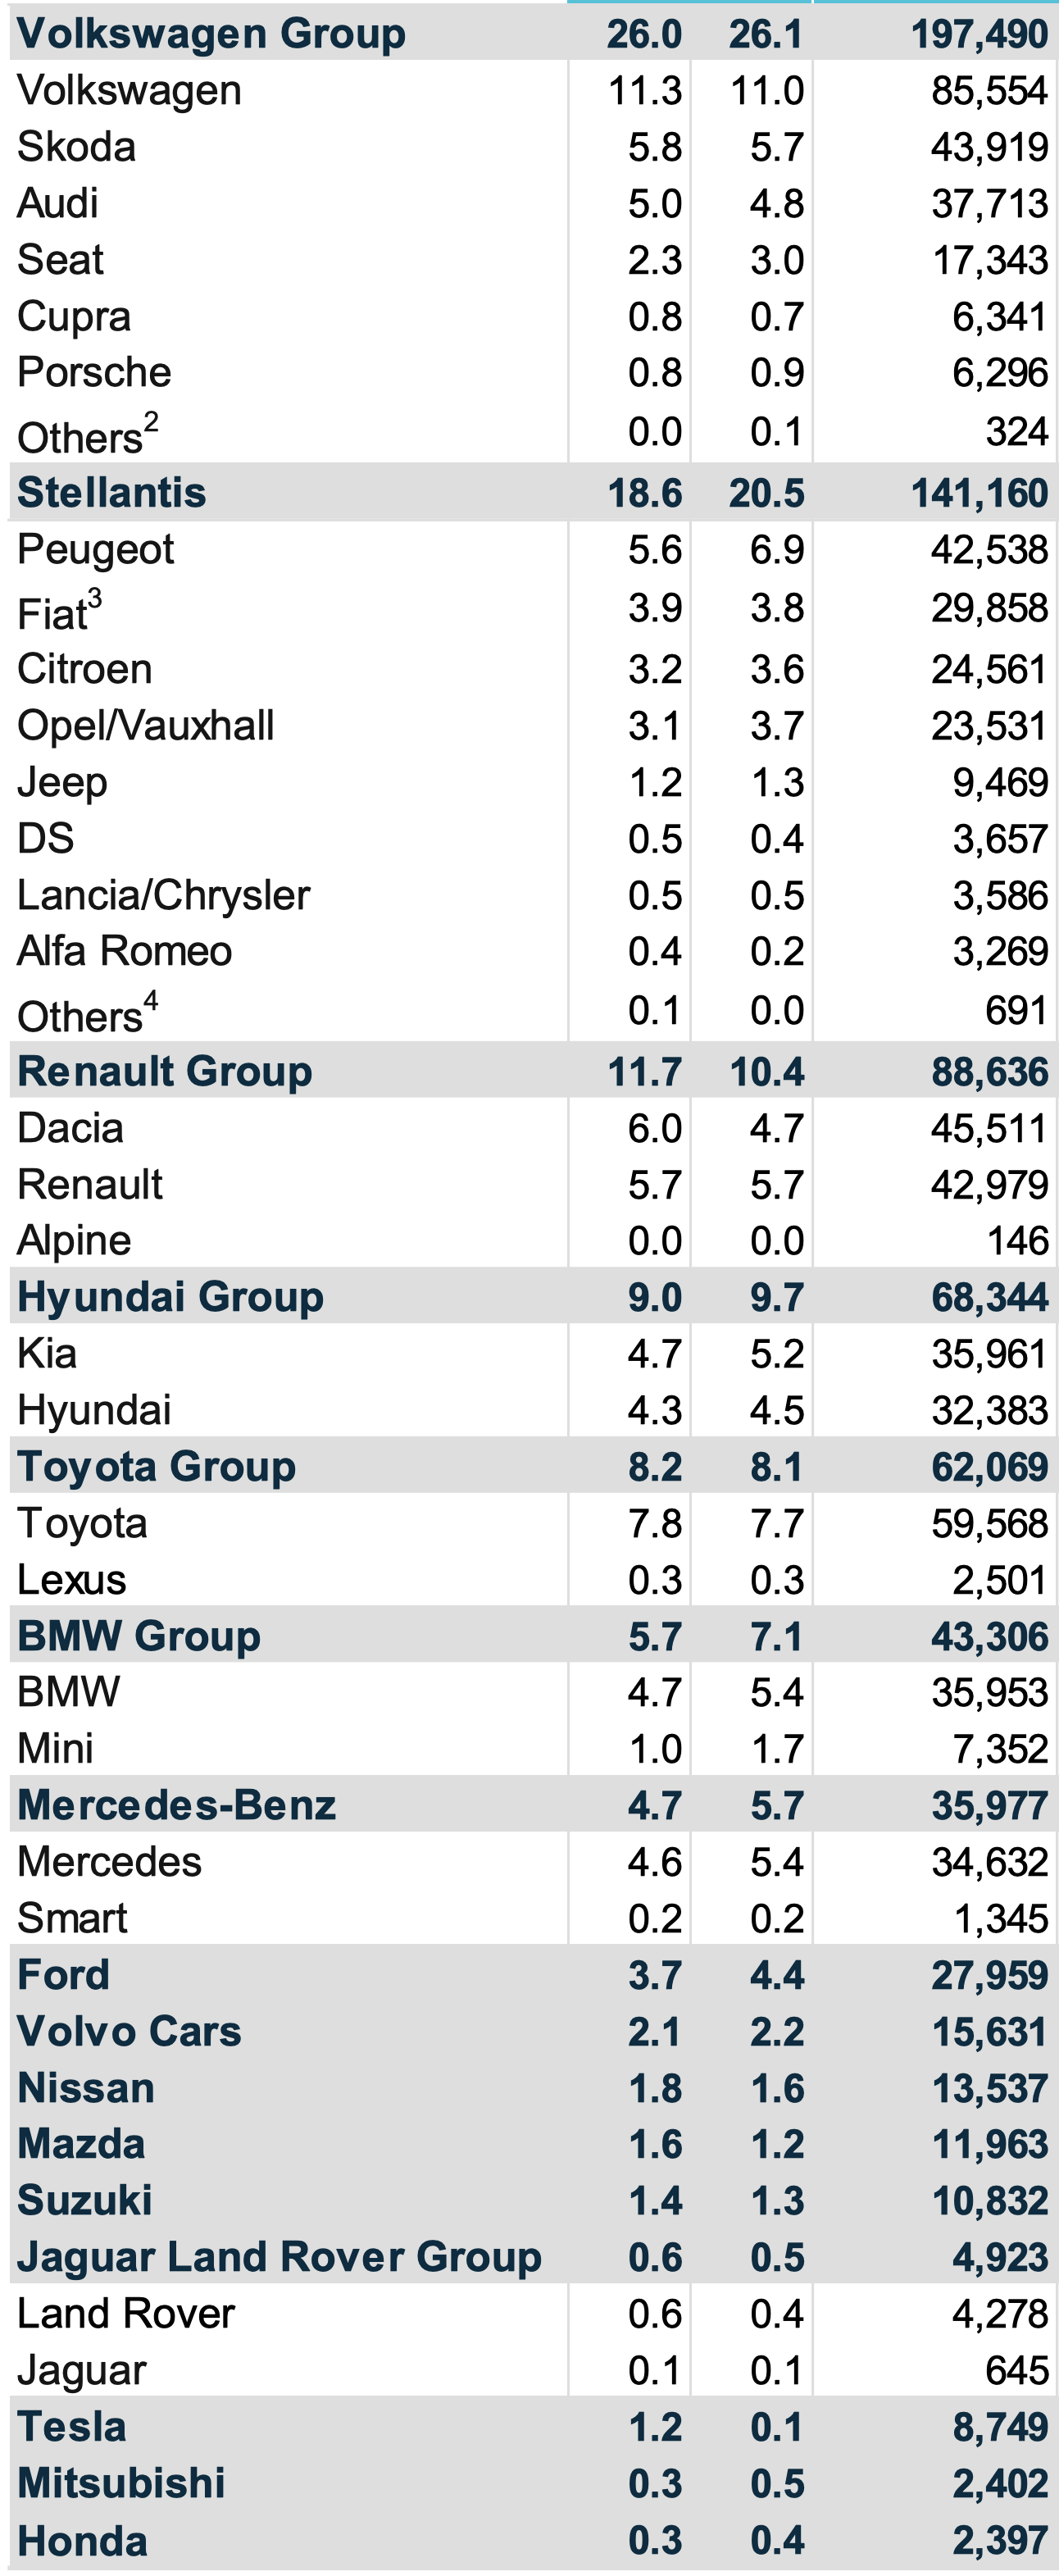 Volkswagen Group 26.0 26.1 197,490
Volkswagen 11.3 11.0 85,554
Skoda 5.8 5.7 43,919
Audi 5.0 4.8 37,713
Seat 2.3 3.0 17,343
Cupra 0.8 0.7 6,341
Porsche 0.8 0.9 6,296
Others² 0.0 0.1 324
Stellantis 18.6 20.5 141,160
Peugeot 5.6 6.9 42,538
Fiat³ 3.9 3.8 29,858
Citroen 3.2 3.6 24,561
Opel/Vauxhall 3.1 3.7 23,531
Jeep 1.2 1.3 9,469
DS 0.5 0.4 3,657
Lancia/Chrysler 0.5 0.5 3,586
Alfa Romeo 0.4 0.2 3,269
Others⁴ 0.1 0.0 691
Renault Group 11.7 10.4 88,636
Dacia 6.0 4.7 45,511
Renault 5.7 5.7 42,979
Alpine 0.0 0.0 146
Hyundai Group 9.0 9.7 68,344
Kia 4.7 5.2 35,961
Hyundai 4.3 4.5 32,383
Toyota Group 8.2 8.1 62,069
Toyota 7.8 7.7 59,568
Lexus 0.3 0.3 2,501
BMW Group 5.7 7.1 43,306
BMW 4.7 5.4 35,953
Mini 1.0 1.7 7,352
Mercedes-Benz 4.7 5.7 35,977
Mercedes 4.6 5.4 34,632
Smart 0.2 0.2 1,345
Ford 3.7 4.4 27,959
Volvo Cars 2.1 2.2 15,631
Nissan 1.8 1.6 13,537
Mazda 1.6 1.2 11,963
Suzuki 1.4 1.3 10,832
Jaguar Land Rover Group 0.6 0.5 4,923
Land Rover 0.6 0.4 4,278
Jaguar 0.1 0.1 645
Tesla 1.2 0.1 8,749
Mitsubishi 0.3 0.5 2,402
Honda 0.3 0.4 2,397